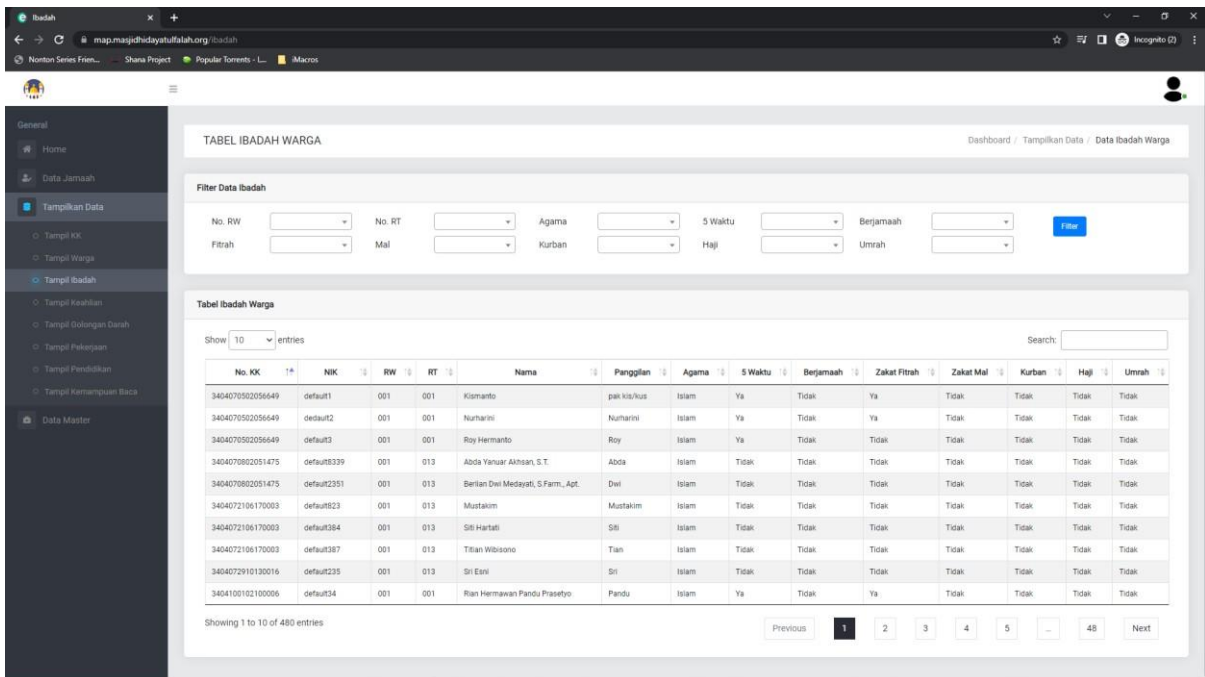 Ibadah
map.masjidhidayatulfalah.org/ibadah
Incognito (2)
Nonton Series Frien... Shana Project Popular Torrents - L... iMacros
General
Home
Data Jamaah
Tampilkan Data
Tampil KK
Tampil Warga
Tampil Ibadah
Tampil Keahlian
Tampil Golongan Darah
Tampil Pekerjaan
Tampil Pendidikan
Tampil Kemampuan Baca
Data Master
TABEL IBADAH WARGA
Dashboard / Tampilkan Data / Data Ibadah Warga
Filter Data Ibadah
No. RW No. RT Agama 5 Waktu Berjamaah Filter
Fitrah Mal Kurban Haji Umrah
Tabel Ibadah Warga
Show 10 entries Search:
No. KK NIK RW RT Nama Panggilan Agama 5 Waktu Berjamaah Zakat Fitrah Zakat Mal Kurban Haji Umrah
3404070502056649 default1 001 001 Kismanto pak kis/kus Islam Ya Tidak Ya Tidak Tidak Tidak Tidak
3404070502056649 dedault2 001 001 Nurharini Nurharini Islam Ya Tidak Ya Tidak Tidak Tidak Tidak
3404070502056649 default3 001 001 Roy Hermanto Roy Islam Ya Tidak Tidak Tidak Tidak Tidak Tidak
3404070802051475 default8339 001 013 Abda Yanuar Akhsan, S.T. Abda Islam Tidak Tidak Tidak Tidak Tidak Tidak Tidak
3404070802051475 default2351 001 013 Berlian Dwi Medayati, S.Farm., Apt. Dwi Islam Tidak Tidak Tidak Tidak Tidak Tidak Tidak
3404072106170003 default823 001 013 Mustakim Mustakim Islam Tidak Tidak Tidak Tidak Tidak Tidak Tidak
3404072106170003 default384 001 013 Siti Hartati Siti Islam Tidak Tidak Tidak Tidak Tidak Tidak Tidak
3404072106170003 default387 001 013 Titian Wibisono Tian Islam Tidak Tidak Tidak Tidak Tidak Tidak Tidak
3404072910130016 default235 001 013 Sri Esni Sri Islam Tidak Tidak Tidak Tidak Tidak Tidak Tidak
3404100102100006 default34 001 001 Rian Hermawan Pandu Prasetyo Pandu Islam Ya Tidak Ya Tidak Tidak Tidak Tidak
Showing 1 to 10 of 480 entries
Previous 1 2 3 4 5 ... 48 Next